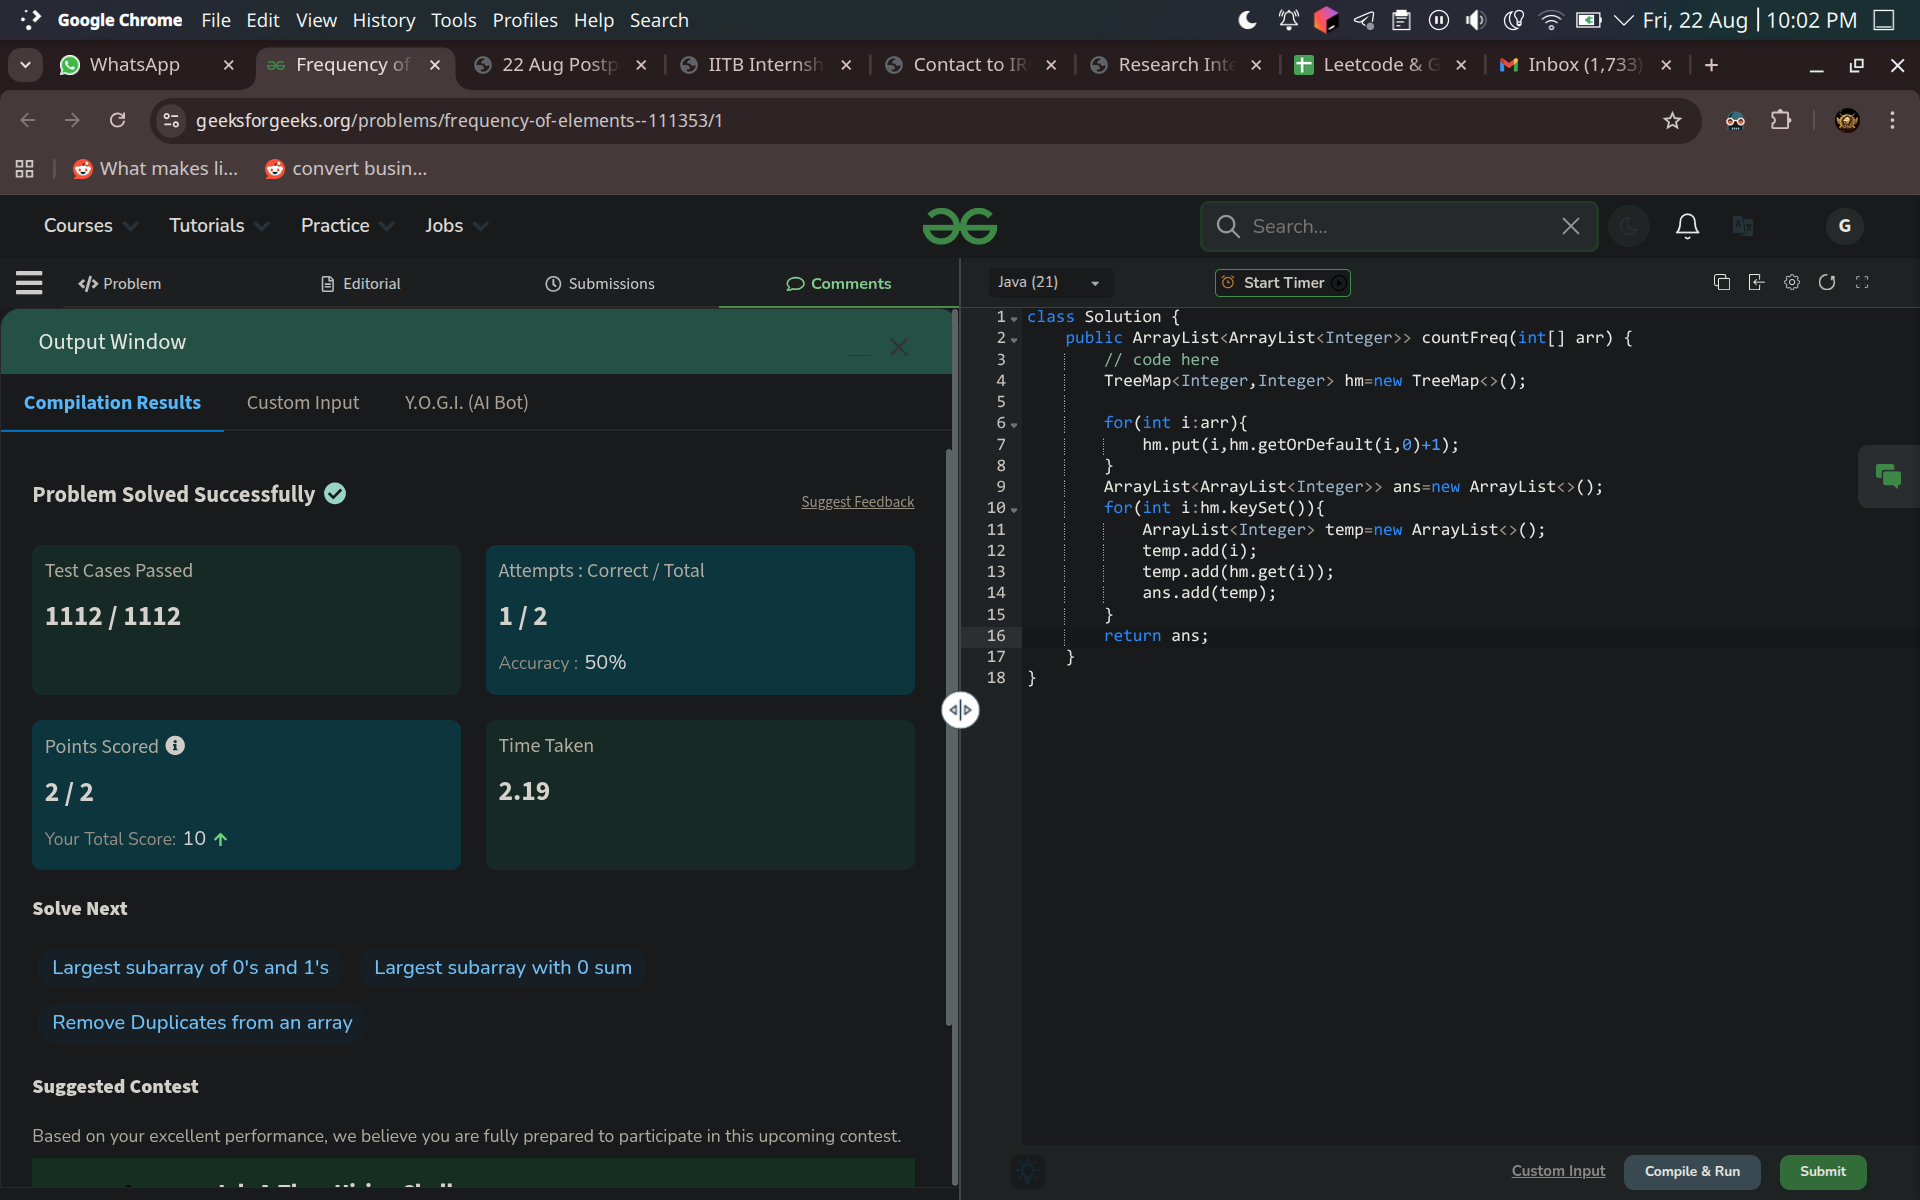 Google Chrome File Edit View History Tools Profiles Help Search Fri, 22 Aug 10:02 PM
WhatsApp Frequency of 22 Aug Postp IITB Internsh Contact to IR Research Inte Leetcode & G Inbox (1,733)
geeksforgeeks.org/problems/frequency-of-elements--111353/1
What makes li... convert busin...
Courses Tutorials Practice Jobs Search... G
Problem Editorial Submissions Comments
Java (21) Start Timer
Output Window
Compilation Results Custom Input Y.O.G.I. (AI Bot)
Problem Solved Successfully
Suggest Feedback
Test Cases Passed
1112 / 1112
Attempts : Correct / Total
1 / 2
Accuracy : 50%
Points Scored
2 / 2
Your Total Score: 10
Time Taken
2.19
Solve Next
Largest subarray of 0's and 1's Largest subarray with 0 sum
Remove Duplicates from an array
Suggested Contest
Based on your excellent performance, we believe you are fully prepared to participate in this upcoming contest.
1 class Solution {
2 public ArrayList<ArrayList<Integer>> countFreq(int[] arr) {
3 // code here
4 TreeMap<Integer,Integer> hm=new TreeMap<>();
5
6 for(int i:arr){
7 hm.put(i,hm.getOrDefault(i,0)+1);
8 }
9 ArrayList<ArrayList<Integer>> ans=new ArrayList<>();
10 for(int i:hm.keySet()){
11 ArrayList<Integer> temp=new ArrayList<>();
12 temp.add(i);
13 temp.add(hm.get(i));
14 ans.add(temp);
15 }
16 return ans;
17 }
18 }
Custom Input Compile & Run Submit